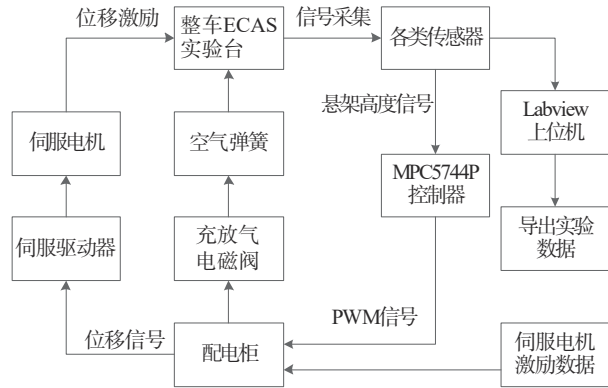 位移激励
整车ECAS
实验台
信号采集
各类传感器
悬架高度信号
Labview
上位机
伺服电机
空气弹簧
MPC5744P
控制器
导出实验
数据
伺服驱动器
充放气
电磁阀
PWM信号
位移信号
配电柜
伺服电机
激励数据